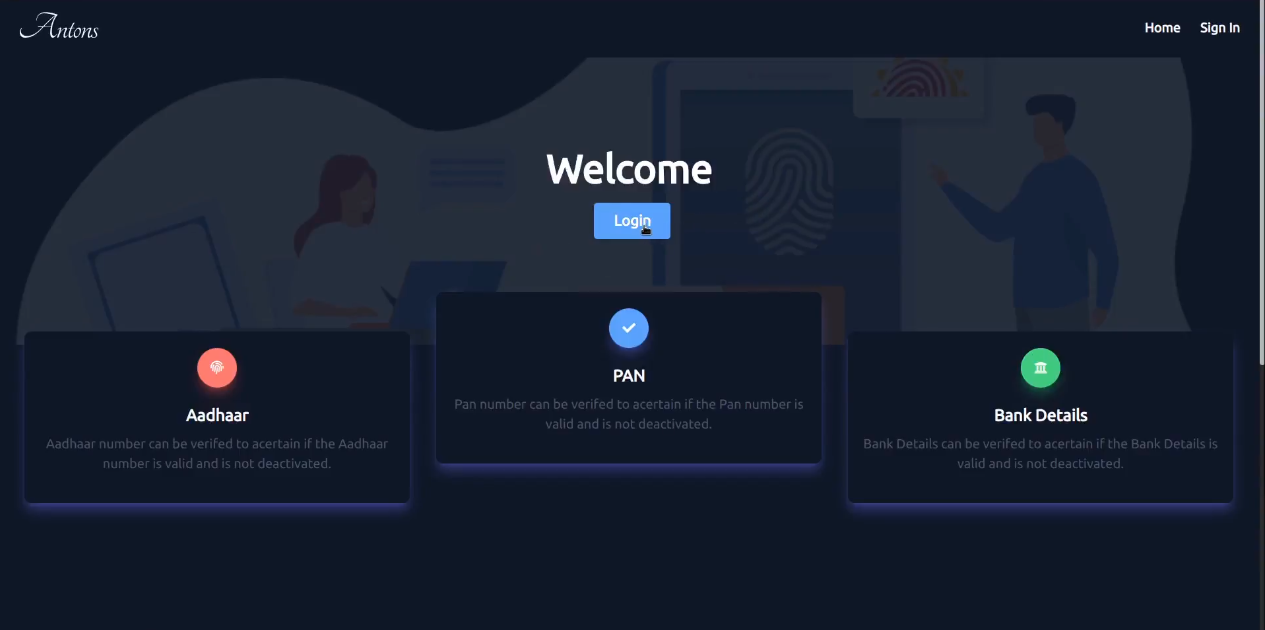 Antons
Home
Sign In
Welcome
Login
Aadhaar
Aadhaar number can be verifed to acertain if the Aadhaar
number is valid and is not deactivated.
PAN
Pan number can be verifed to acertain if the Pan number is
valid and is not deactivated.
Bank Details
Bank Details can be verifed to acertain if the Bank Details is
valid and is not deactivated.